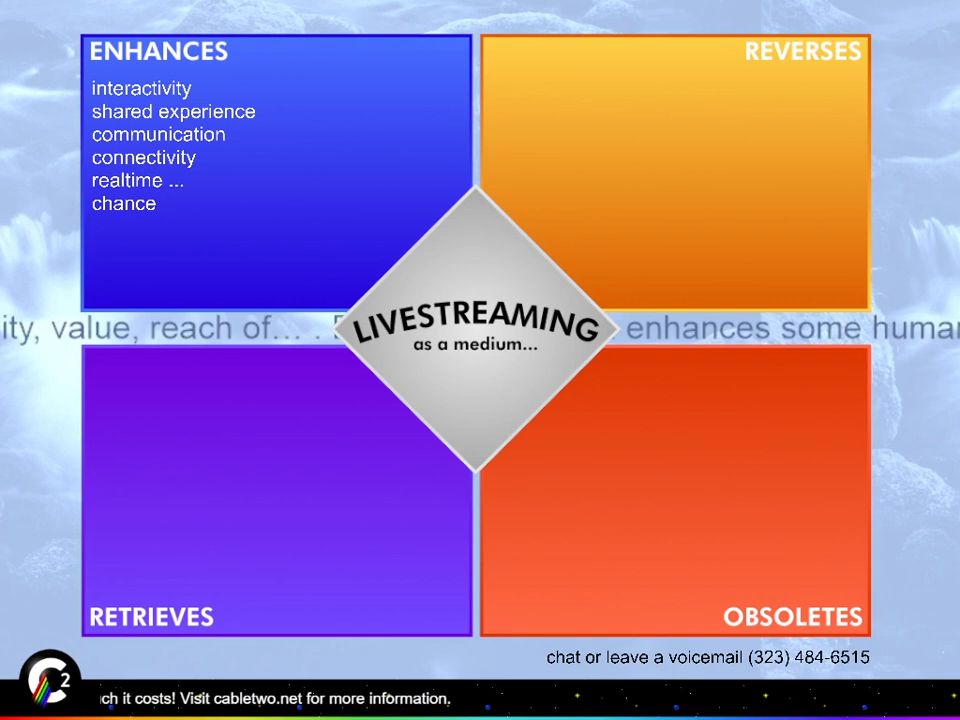 ENHANCES
REVERSES
interactivity
shared experience
communication
connectivity
realtime ...
chance
ity, value, reach of... .
enhances some human
LIVESTREAMING
as a medium...
RETRIEVES
OBSOLETES
chat or leave a voicemail (323) 484-6515
C2
ch it costs! Visit cabletwo.net for more information.